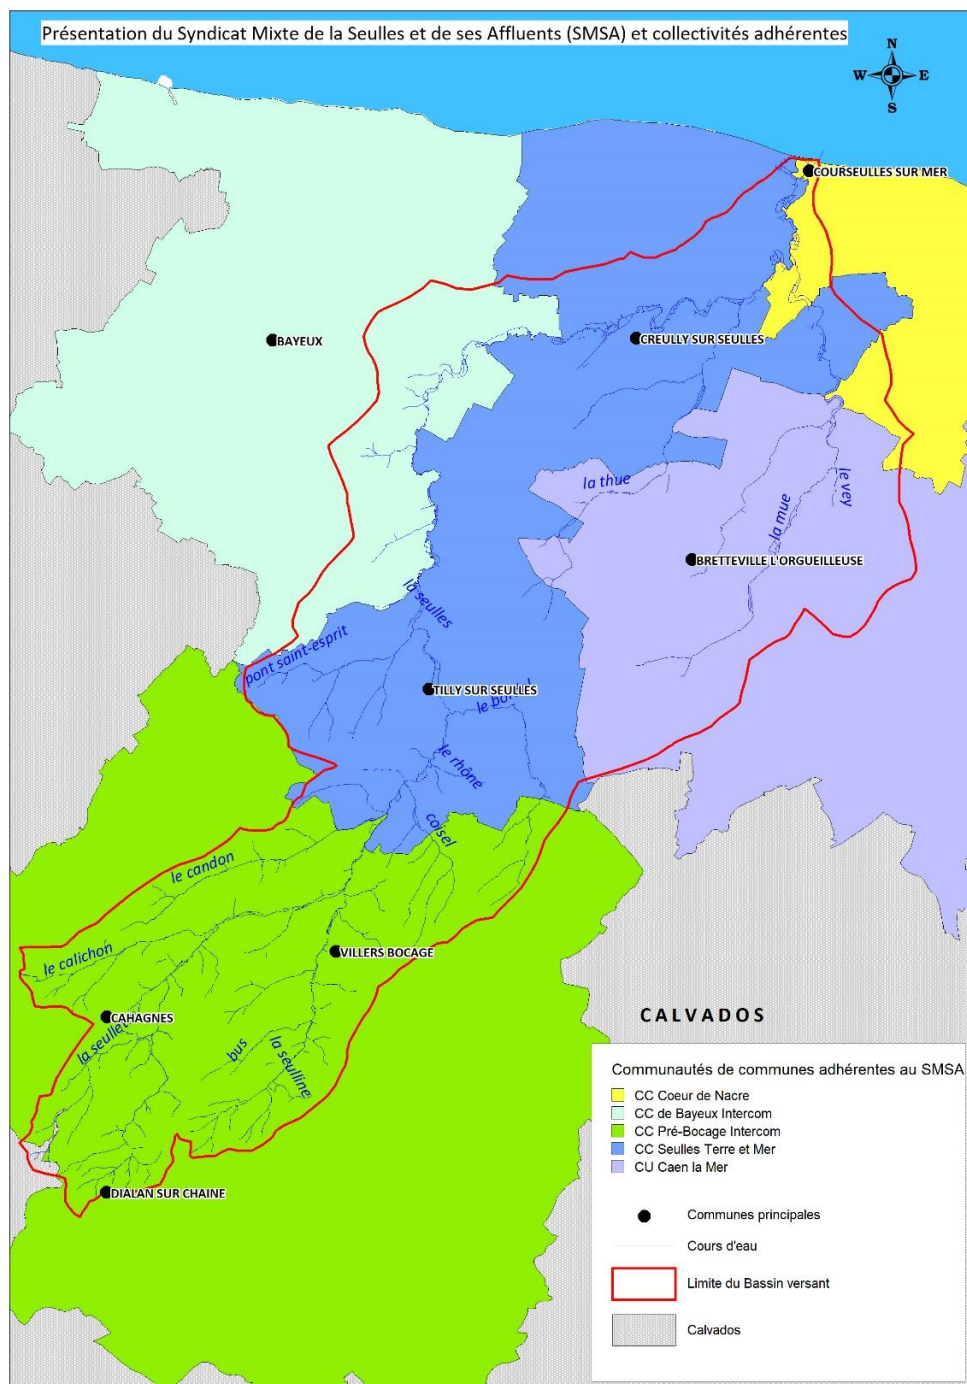 Présentation du Syndicat Mixte de la Seulles et de ses Affluents (SMSA) et collectivités adhérentes
N
W E
S
COURSEULLES SUR MER
BAYEUX
CREULLY SUR SEULLES
la thue
la mue
le vey
BRETTEVILLE L'ORGUEILLEUSE
la seulles
pont saint-esprit
TILLY SUR SEULLES
le
le rhône
coisel
le candon
VILLERS BOCAGE
le calichon
CAHAGNES
CALVADOS
bus
la seulline
DIALAN SUR CHAINE
Communautés de communes adhérentes au SMSA
CC Coeur de Nacre
CC de Bayeux Intercom
CC Pré-Bocage Intercom
CC Seulles Terre et Mer
CU Caen la Mer
Communes principales
Cours d'eau
Limite du Bassin versant
Calvados